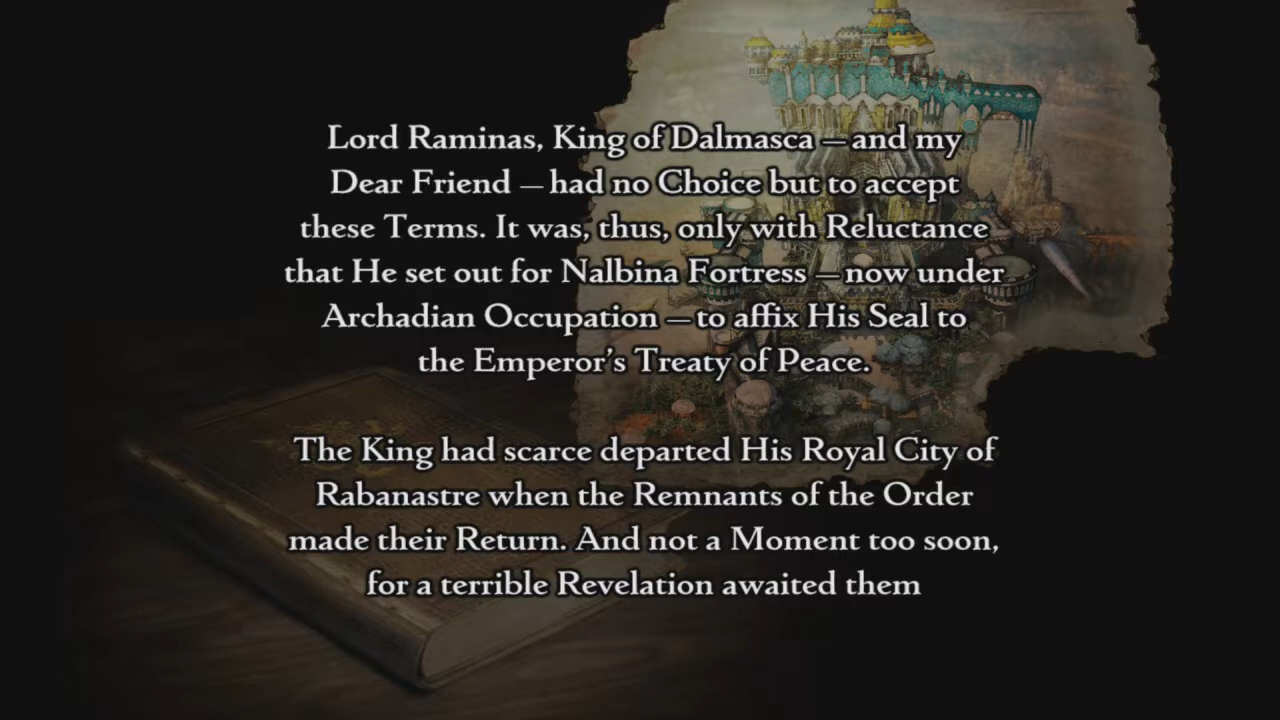 Lord Raminas, King of Dalmasca – and my
Dear Friend – had no Choice but to accept
these Terms. It was, thus, only with Reluctance
that He set out for Nalbina Fortress – now under
Archadian Occupation – to affix His Seal to
the Emperor's Treaty of Peace.
The King had scarce departed His Royal City of
Rabanastre when the Remnants of the Order
made their Return. And not a Moment too soon,
for a terrible Revelation awaited them